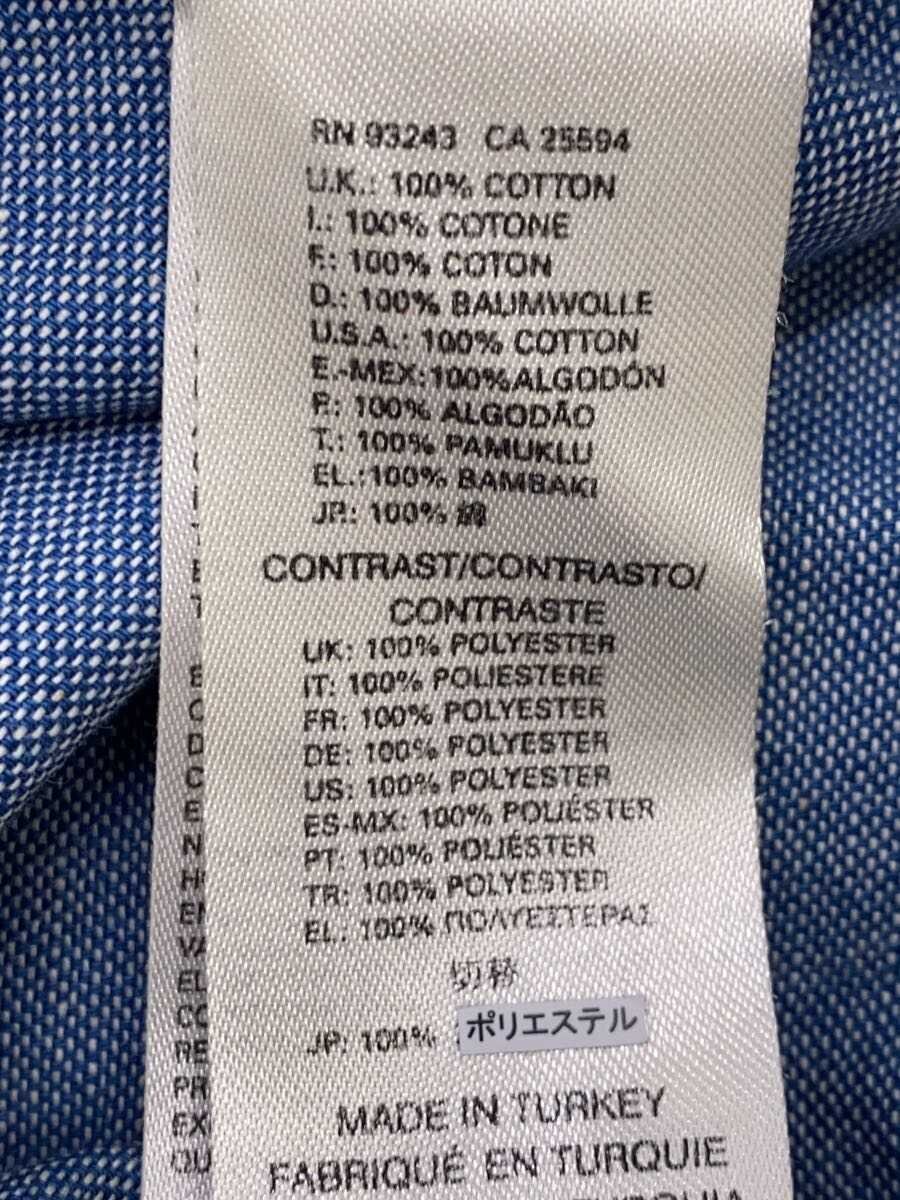 RN 93243 CA 25594
U.K.: 100% COTTON
I.: 100% COTONE
F.: 100% COTON
D.: 100% BAUMWOLLE
U.S.A.: 100% COTTON
E.-MEX:100%ALGODÓN
P.: 100% ALGODÃO
T.: 100% PAMUKLU
EL.:100% BAMBAKI
JP.: 100% 綿
CONTRAST/CONTRASTO/
CONTRASTE
UK: 100% POLYESTER
IT: 100% POLIESTERE
FR: 100% POLYESTER
DE: 100% POLYESTER
US: 100% POLYESTER
ES-MX: 100% POLIÉSTER
PT: 100% POLIÉSTER
TR: 100% POLYESTER
EL: 100% ΠΟΛΥΕΣΤΕΡΑΣ
切替
JP: 100% ポリエステル
MADE IN TURKEY
FABRIQUÉ EN TURQUIE